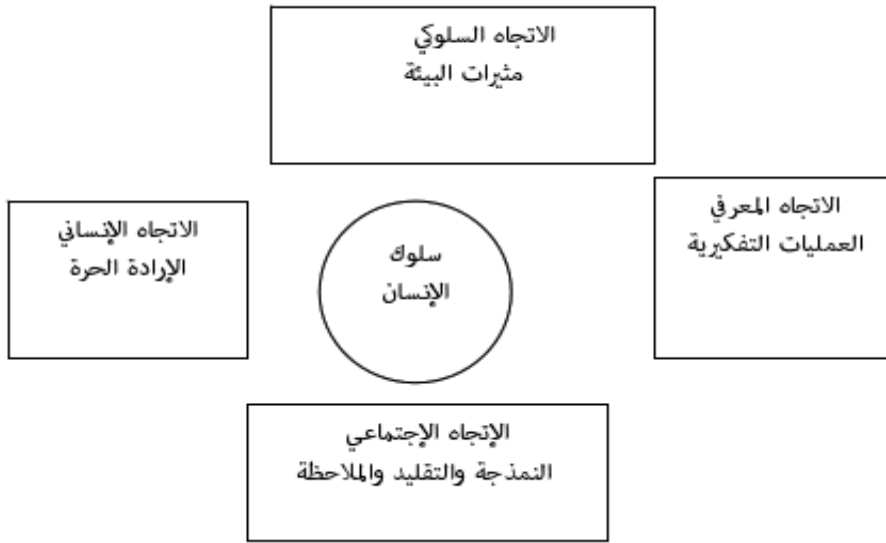 الاتجاه السلوكي
مثيرات البيئة
الاتجاه المعرفي
العمليات التفكيرية
سلوك
الإنسان
الاتجاه الإنساني
الإرادة الحرة
الإتجاه الإجتماعي
النمذجة والتقليد والملاحظة